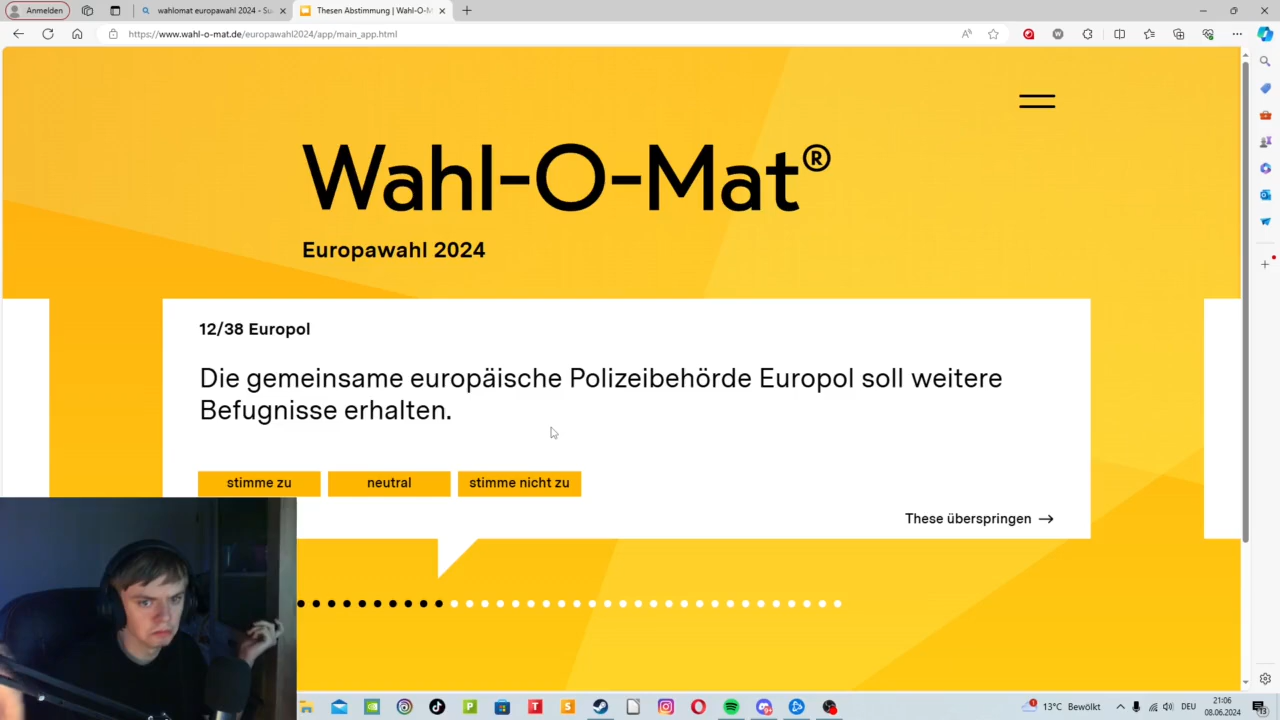 Anmelden
wahlomat europawahl 2024 – Su
Thesen Abstimmung | Wahl-O-M
https://www.wahl-o-mat.de/europawahl2024/app/main_app.html
Wahl-O-Mat®
Europawahl 2024
12/38 Europol
Die gemeinsame europäische Polizeibehörde Europol soll weitere
Befugnisse erhalten.
stimme zu
neutral
stimme nicht zu
These überspringen →
13°C Bewölkt
DEU
21:06
08.06.2024